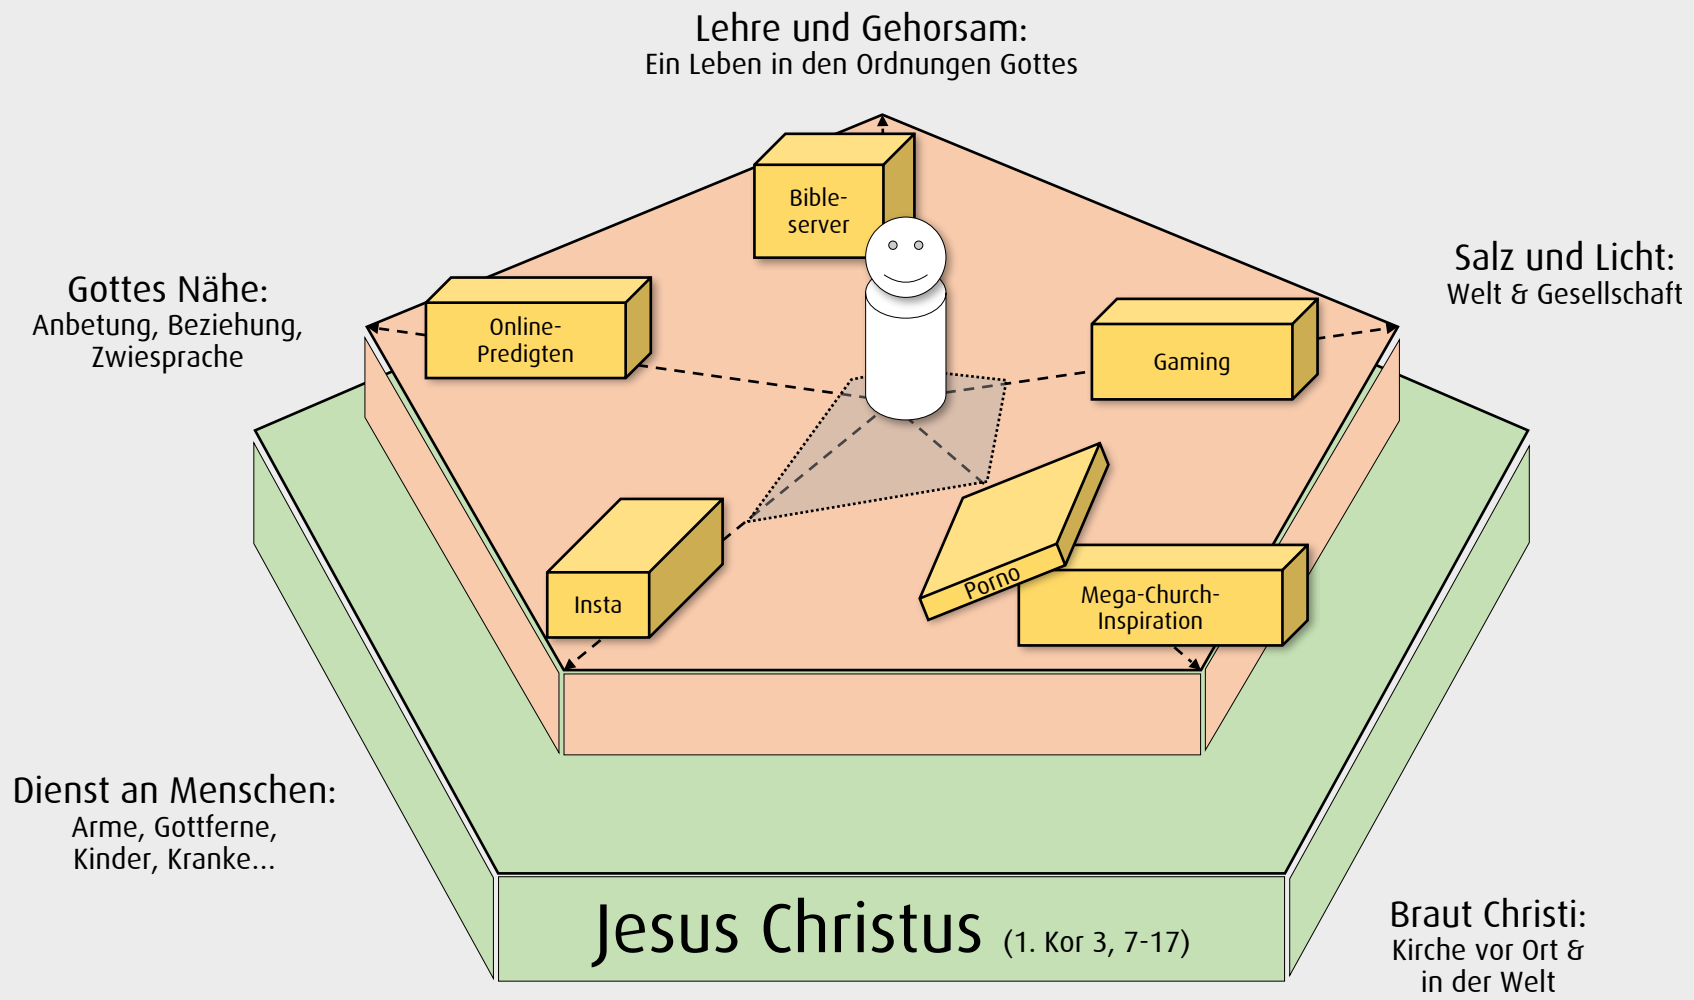 Lehre und Gehorsam:
Ein Leben in den Ordnungen Gottes
Bible-
server
Gottes Nähe:
Anbetung, Beziehung,
Zwiesprache
Online-
Predigten
Salz und Licht:
Welt & Gesellschaft
Gaming
Insta
Porno
Mega-Church-
Inspiration
Dienst an Menschen:
Arme, Gottferne,
Kinder, Kranke...
Jesus Christus (1. Kor 3, 7-17)
Braut Christi:
Kirche vor Ort &
in der Welt